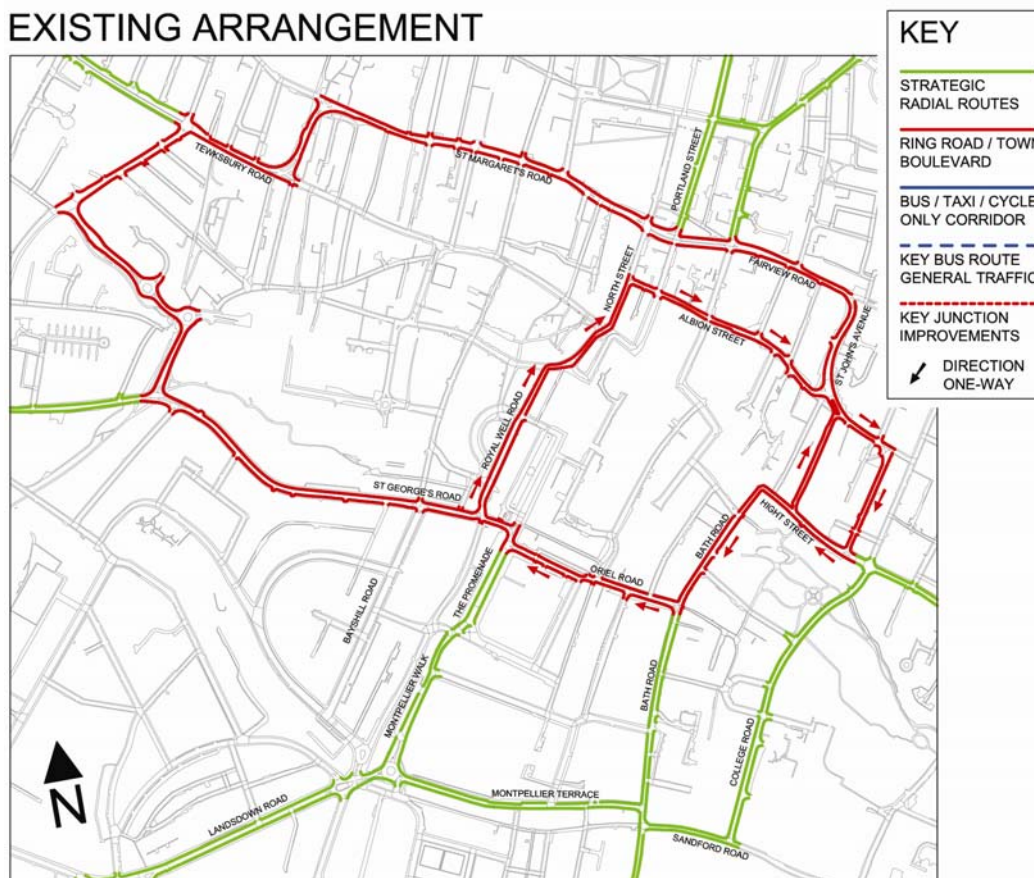 EXISTING ARRANGEMENT
KEY
STRATEGIC
RADIAL ROUTES
RING ROAD / TOWN
BOULEVARD
BUS / TAXI / CYCLE
ONLY CORRIDOR
KEY BUS ROUTE
GENERAL TRAFFIC
KEY JUNCTION
IMPROVEMENTS
DIRECTION
ONE-WAY
TEWKSBURY ROAD
ST MARGARET'S ROAD
PORTLAND STREET
NORTH STREET
FAIRVIEW ROAD
ALBION STREET
ST JOHN'S AVENUE
ROYAL WELL ROAD
ST GEORGE'S ROAD
HIGHT STREET
BATH ROAD
ORIEL ROAD
THE PROMENADE
BAYSHILL ROAD
MONTPELLIER WALK
BATH ROAD
COLLEGE ROAD
MONTPELLIER TERRACE
LANDSDOWN ROAD
SANDFORD ROAD
N